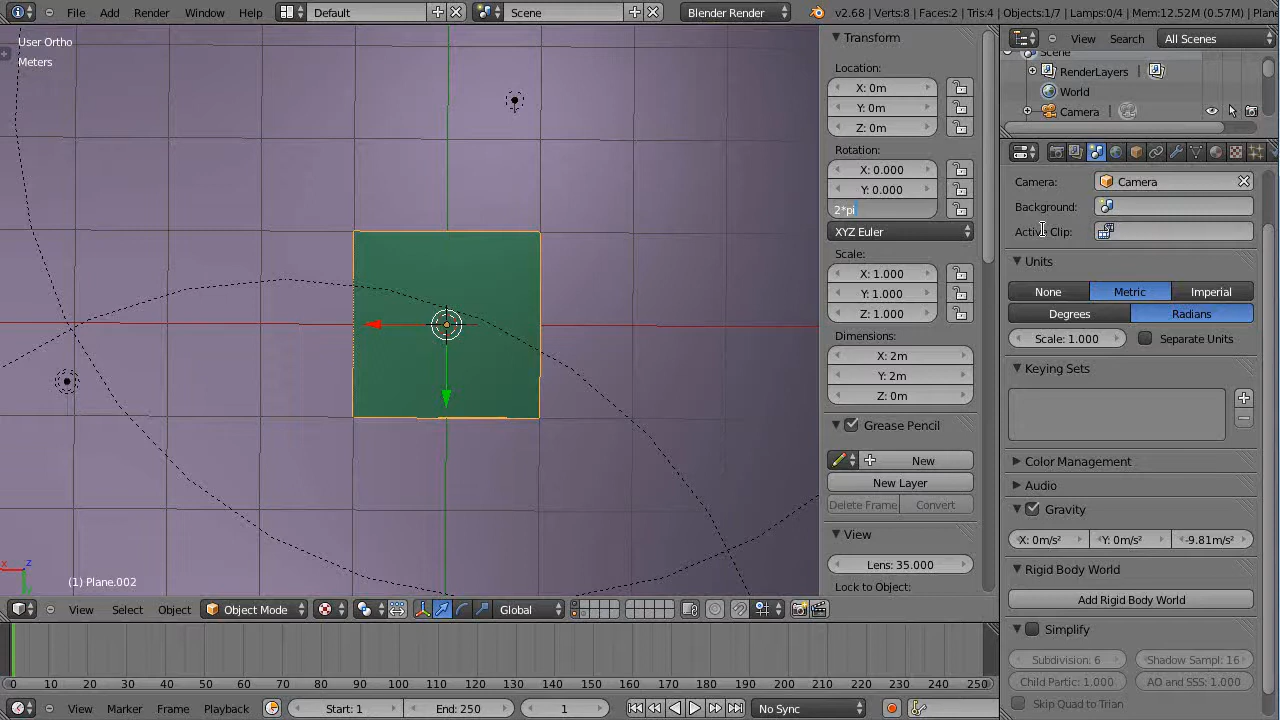 File Add Render Window Help Default Scene Blender Render v2.68 | Verts:8 | Faces:2 | Tris:4 | Objects:1/7 | Lamps:0/4 | Mem:12.52M (0.57M) | Plane
User Ortho
Meters
(1) Plane.002
View Select Object Object Mode Global
Transform
Location:
X: 0m
Y: 0m
Z: 0m
Rotation:
X: 0.000
Y: 0.000
2*pi
XYZ Euler
Scale:
X: 1.000
Y: 1.000
Z: 1.000
Dimensions:
X: 2m
Y: 2m
Z: 0m
Grease Pencil
New
New Layer
Delete Frame Convert
View
Lens: 35.000
Lock to Object:
View Search All Scenes
Scene
RenderLayers
World
Camera
Camera: Camera
Background:
Active Clip:
Units
None Metric Imperial
Degrees Radians
Scale: 1.000 Separate Units
Keying Sets
Color Management
Audio
Gravity
X: 0m/s² Y: 0m/s² -9.81m/s²
Rigid Body World
Add Rigid Body World
Simplify
Subdivision: 6 Shadow Sampl: 16
Child Partic: 1.000 AO and SSS: 1.000
Skip Quad to Trian
0 10 20 30 40 50 60 70 80 90 100 110 120 130 140 150 160 170 180 190 200 210 220 230 240 250
View Marker Frame Playback Start: 1 End: 250 1 No Sync